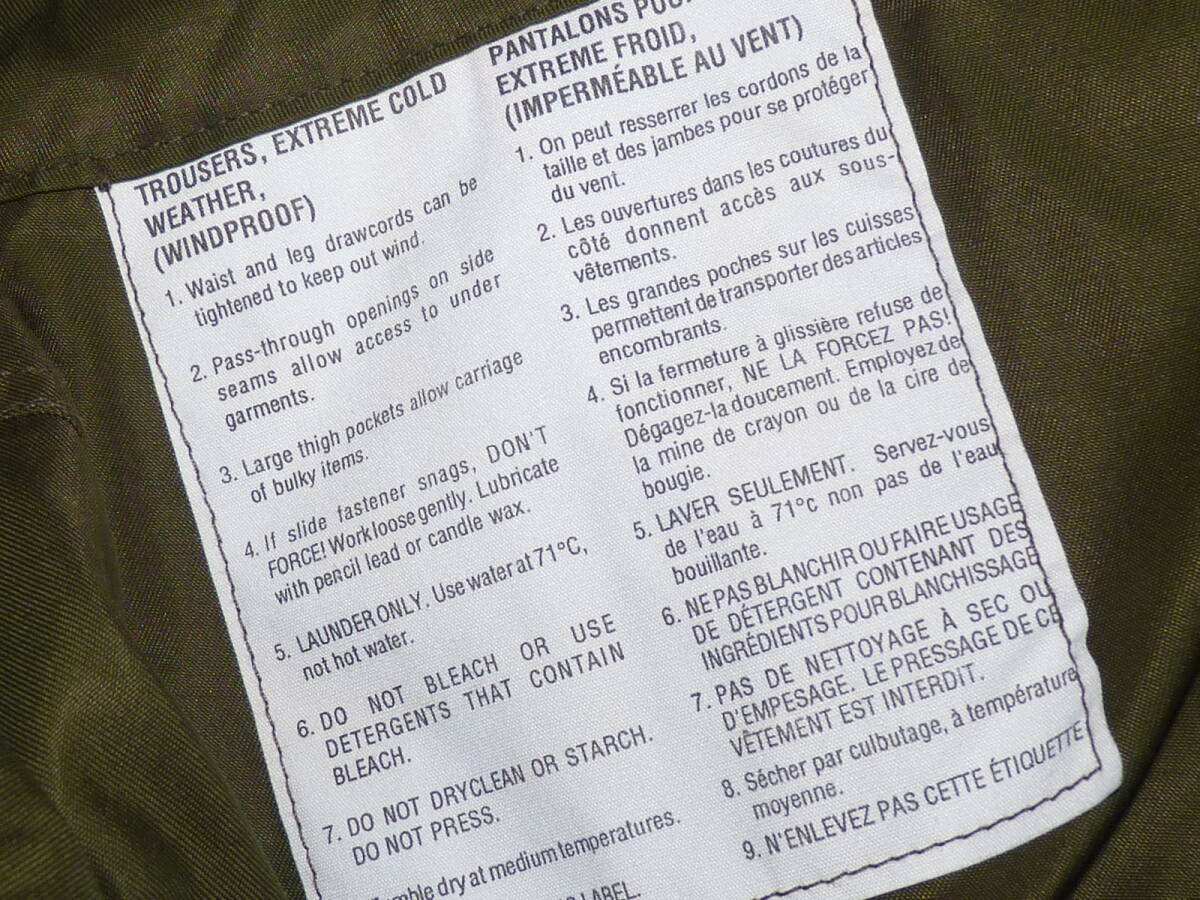 TROUSERS, EXTREME COLD
WEATHER,
(WINDPROOF)
1. Waist and leg drawcords can be
tightened to keep out wind.
2. Pass-through openings on side
seams allow access to under
garments.
3. Large thigh pockets allow carriage
of bulky items.
4. If slide fastener snags, DON'T
FORCE! Work loose gently. Lubricate
with pencil lead or candle wax.
5. LAUNDER ONLY. Use water at 71°C,
not hot water.
6. DO NOT BLEACH OR USE
DETERGENTS THAT CONTAIN
BLEACH.
7. DO NOT DRYCLEAN OR STARCH.
DO NOT PRESS.
dry at medium temperatures.
LABEL.
PANTALONS
EXTREME FROID,
(IMPERMÉABLE AU VENT)
1. On peut resserrer les cordons de la
taille et des jambes pour se protéger
du vent.
2. Les ouvertures dans les coutures du
côté donnent accès aux sous-
vêtements.
3. Les grandes poches sur les cuisses
permettent de transporter des articles
encombrants.
4. Si la fermeture à glissière refuse de
fonctionner, NE LA FORCEZ PAS!
Dégagez-la doucement. Employez de
la mine de crayon ou de la cire de
bougie.
5. LAVER SEULEMENT. Servez-vous
de l'eau à 71°c non pas de l'eau
bouillante.
6. NE PAS BLANCHIR OU FAIRE USAGE
DE DÉTERGENT CONTENANT DES
INGRÉDIENTS POUR BLANCHISSAGE
7. PAS DE NETTOYAGE À SEC OU
D'EMPESAGE. LE PRESSAGE DE CE
VÊTEMENT EST INTERDIT.
8. Sécher par culbutage, à température
moyenne.
9. N'ENLEVEZ PAS CETTE ÉTIQUETTE